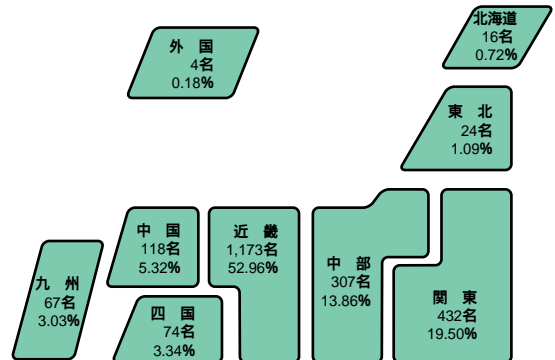 北海道
16名
0.72%
外 国
4名
0.18%
東 北
24名
1.09%
中 国
118名
5.32%
近 畿
1,173名
52.96%
中 部
307名
13.86%
九 州
67名
3.03%
四 国
74名
3.34%
関 東
432名
19.50%